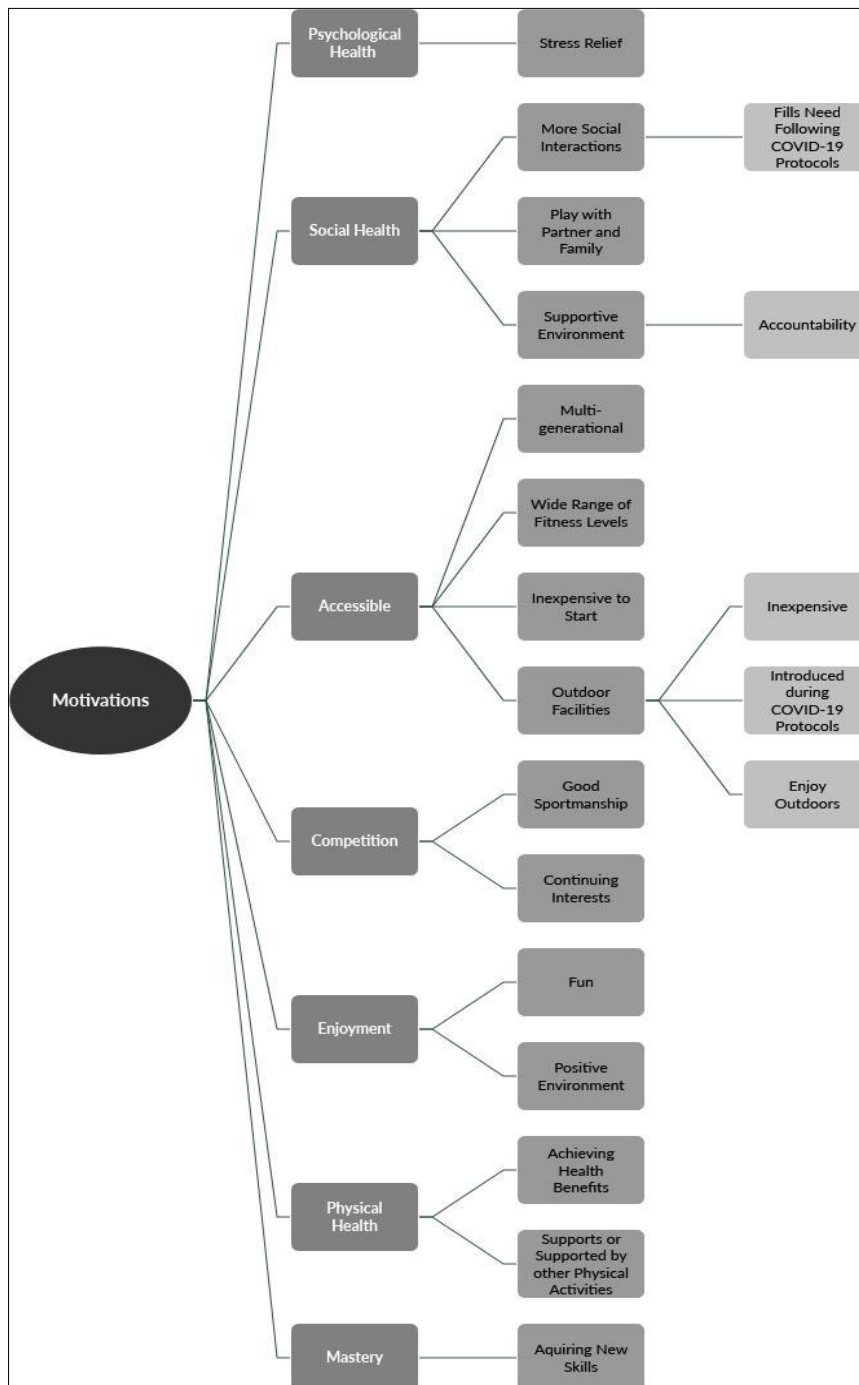 Psychological
Health
Stress Relief
More Social
Interactions
Fills Need
Following
COVID-19
Protocols
Social Health
Play with
Partner and
Family
Supportive
Environment
Accountability
Multi-
generational
Wide Range of
Fitness Levels
Accessible
Inexpensive to
Start
Inexpensive
Motivations
Outdoor
Facilities
Introduced
during
COVID-19
Protocols
Enjoy
Outdoors
Competition
Good
Sportmanship
Continuing
Interests
Enjoyment
Fun
Positive
Environment
Physical
Health
Achieving
Health
Benefits
Supports or
Supported by
other Physical
Activities
Mastery
Aquiring New
Skills